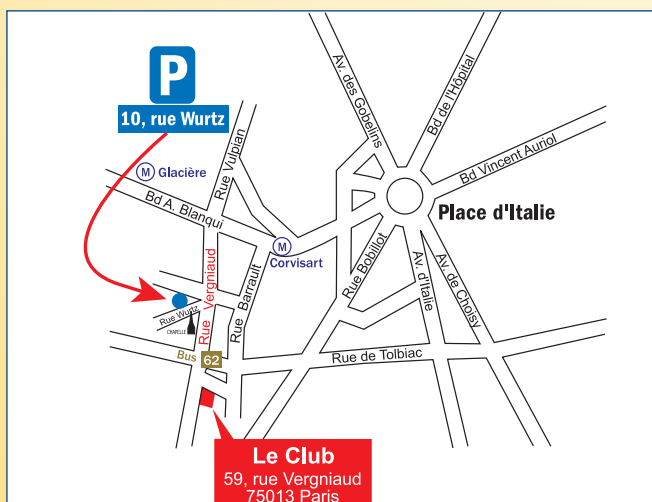 P
10, rue Wurtz
M Glacière
Rue Vulpian
Bd A. Blanqui
M
Corvisart
Av. des Gobelins
Bd de l'Hôpital
Bd Vincent Auriol
Place d'Italie
Rue Bobillot
Av. d'Italie
Av. de Choisy
Rue Vergniaud
Rue Barrault
Rue Wurtz
CHAPELLE
Bus 62
Rue de Tolbiac
Le Club
59, rue Vergniaud
75013 Paris